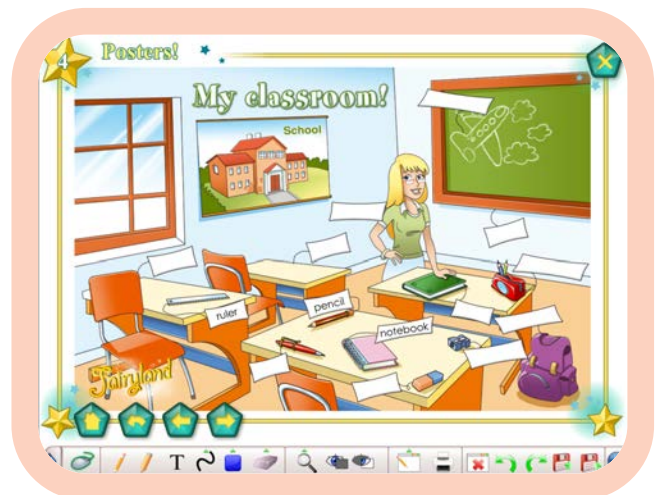 4
Posters!
My classroom!
School
ruler
pencil
notebook
Fairyland
T